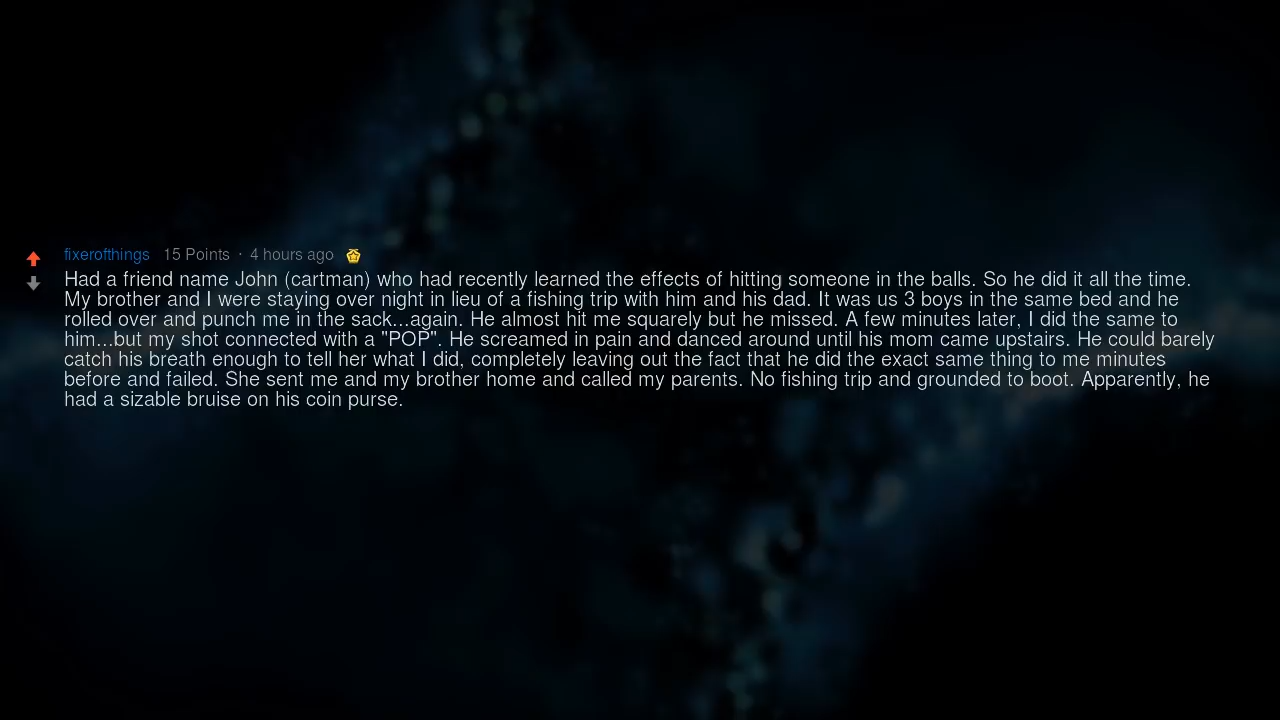 fixerofthings 15 Points · 4 hours ago
Had a friend name John (cartman) who had recently learned the effects of hitting someone in the balls. So he did it all the time.
My brother and I were staying over night in lieu of a fishing trip with him and his dad. It was us 3 boys in the same bed and he
rolled over and punch me in the sack...again. He almost hit me squarely but he missed. A few minutes later, I did the same to
him...but my shot connected with a "POP". He screamed in pain and danced around until his mom came upstairs. He could barely
catch his breath enough to tell her what I did, completely leaving out the fact that he did the exact same thing to me minutes
before and failed. She sent me and my brother home and called my parents. No fishing trip and grounded to boot. Apparently, he
had a sizable bruise on his coin purse.